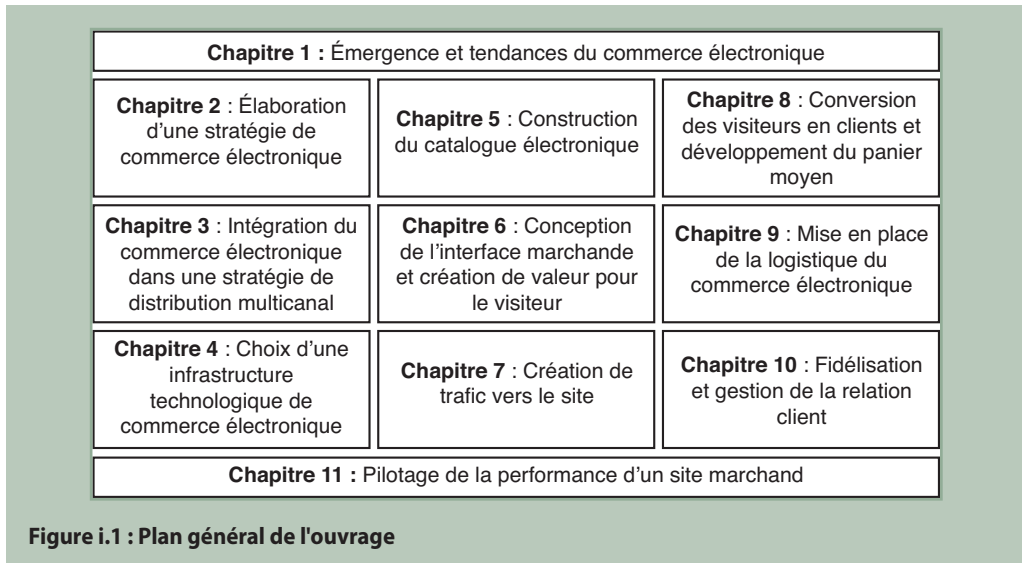 Chapitre 1 : Émergence et tendances du commerce électronique
Chapitre 2 : Élaboration
d'une stratégie de
commerce électronique
Chapitre 5 : Construction
du catalogue électronique
Chapitre 8 : Conversion
des visiteurs en clients et
développement du panier
moyen
Chapitre 3 : Intégration du
commerce électronique
dans une stratégie de
distribution multicanal
Chapitre 6 : Conception
de l'interface marchande
et création de valeur pour
le visiteur
Chapitre 9 : Mise en place
de la logistique du
commerce électronique
Chapitre 4 : Choix d'une
infrastructure
technologique de
commerce électronique
Chapitre 7 : Création de
trafic vers le site
Chapitre 10 : Fidélisation
et gestion de la relation
client
Chapitre 11 : Pilotage de la performance d'un site marchand
Figure i.1 : Plan général de l'ouvrage